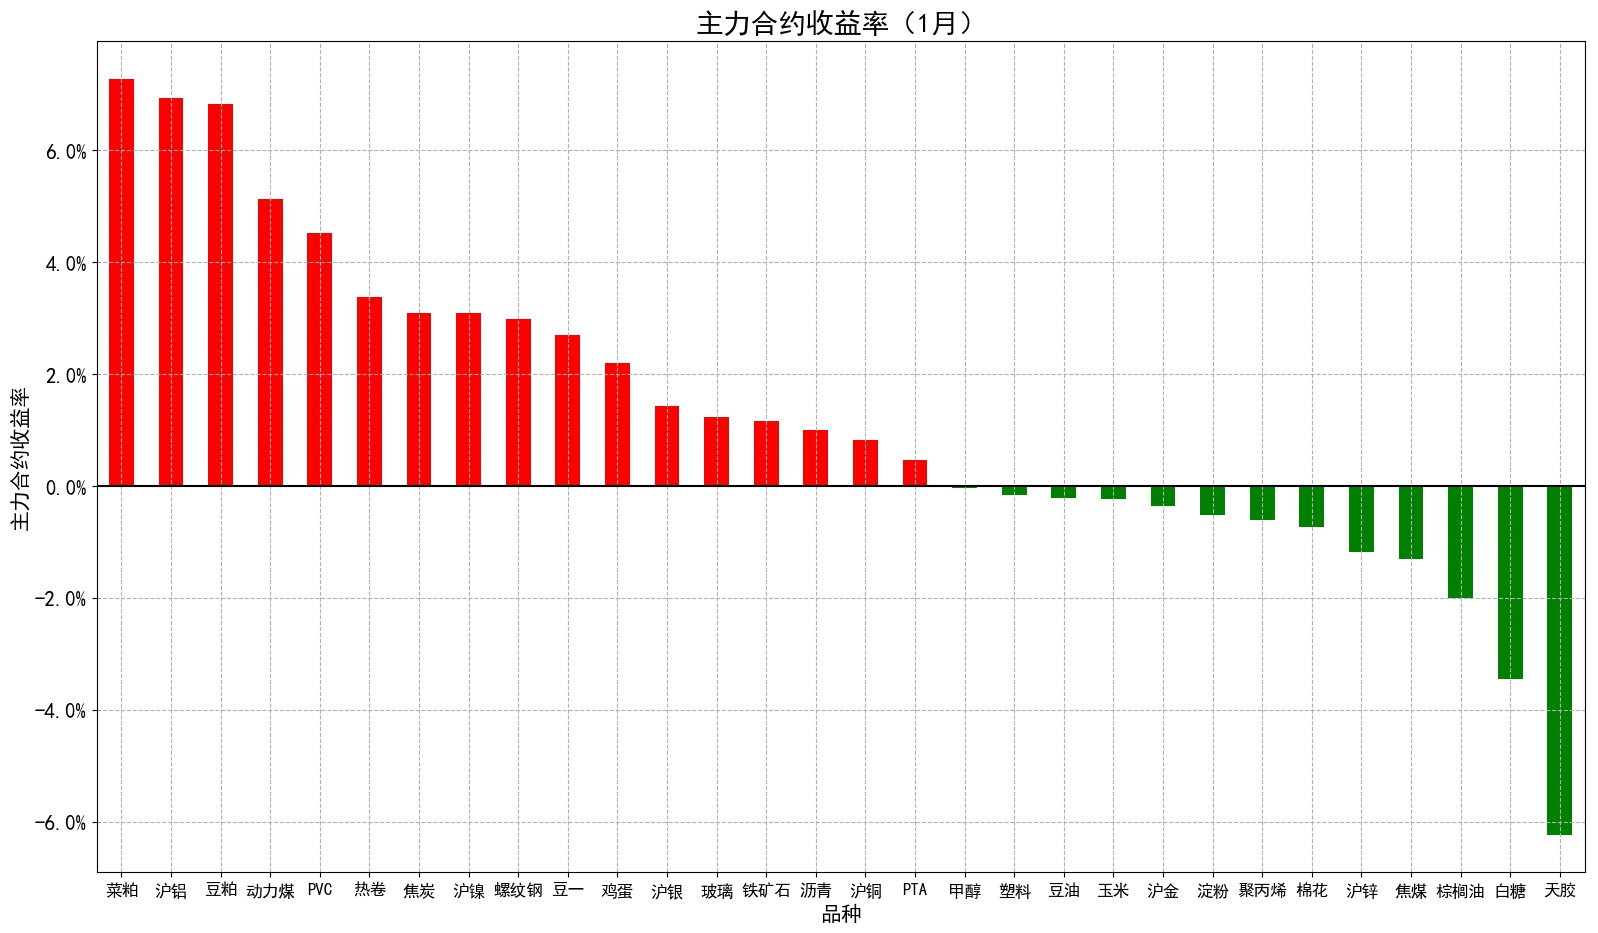 主力合约收益率（1月）
主力合约收益率
6.0%
4.0%
2.0%
0.0%
−2.0%
−4.0%
−6.0%
菜粕 沪铝 豆粕 动力煤 PVC 热卷 焦炭 沪镍 螺纹钢 豆一 鸡蛋 沪银 玻璃 铁矿石 沥青 沪铜 PTA 甲醇 塑料 豆油 玉米 沪金 淀粉 聚丙烯 棉花 沪锌 焦煤 棕榈油 白糖 天胶
品种